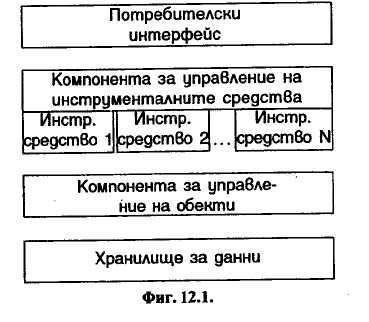 Потребителски
интерфейс
Компонента за управление на
инструменталните средства
Инстр. Инстр. Инстр.
средство 1 средство 2 ... средство N
Компонента за управле-
ние на обекти
Хранилище за данни
Фиг. 12.1.